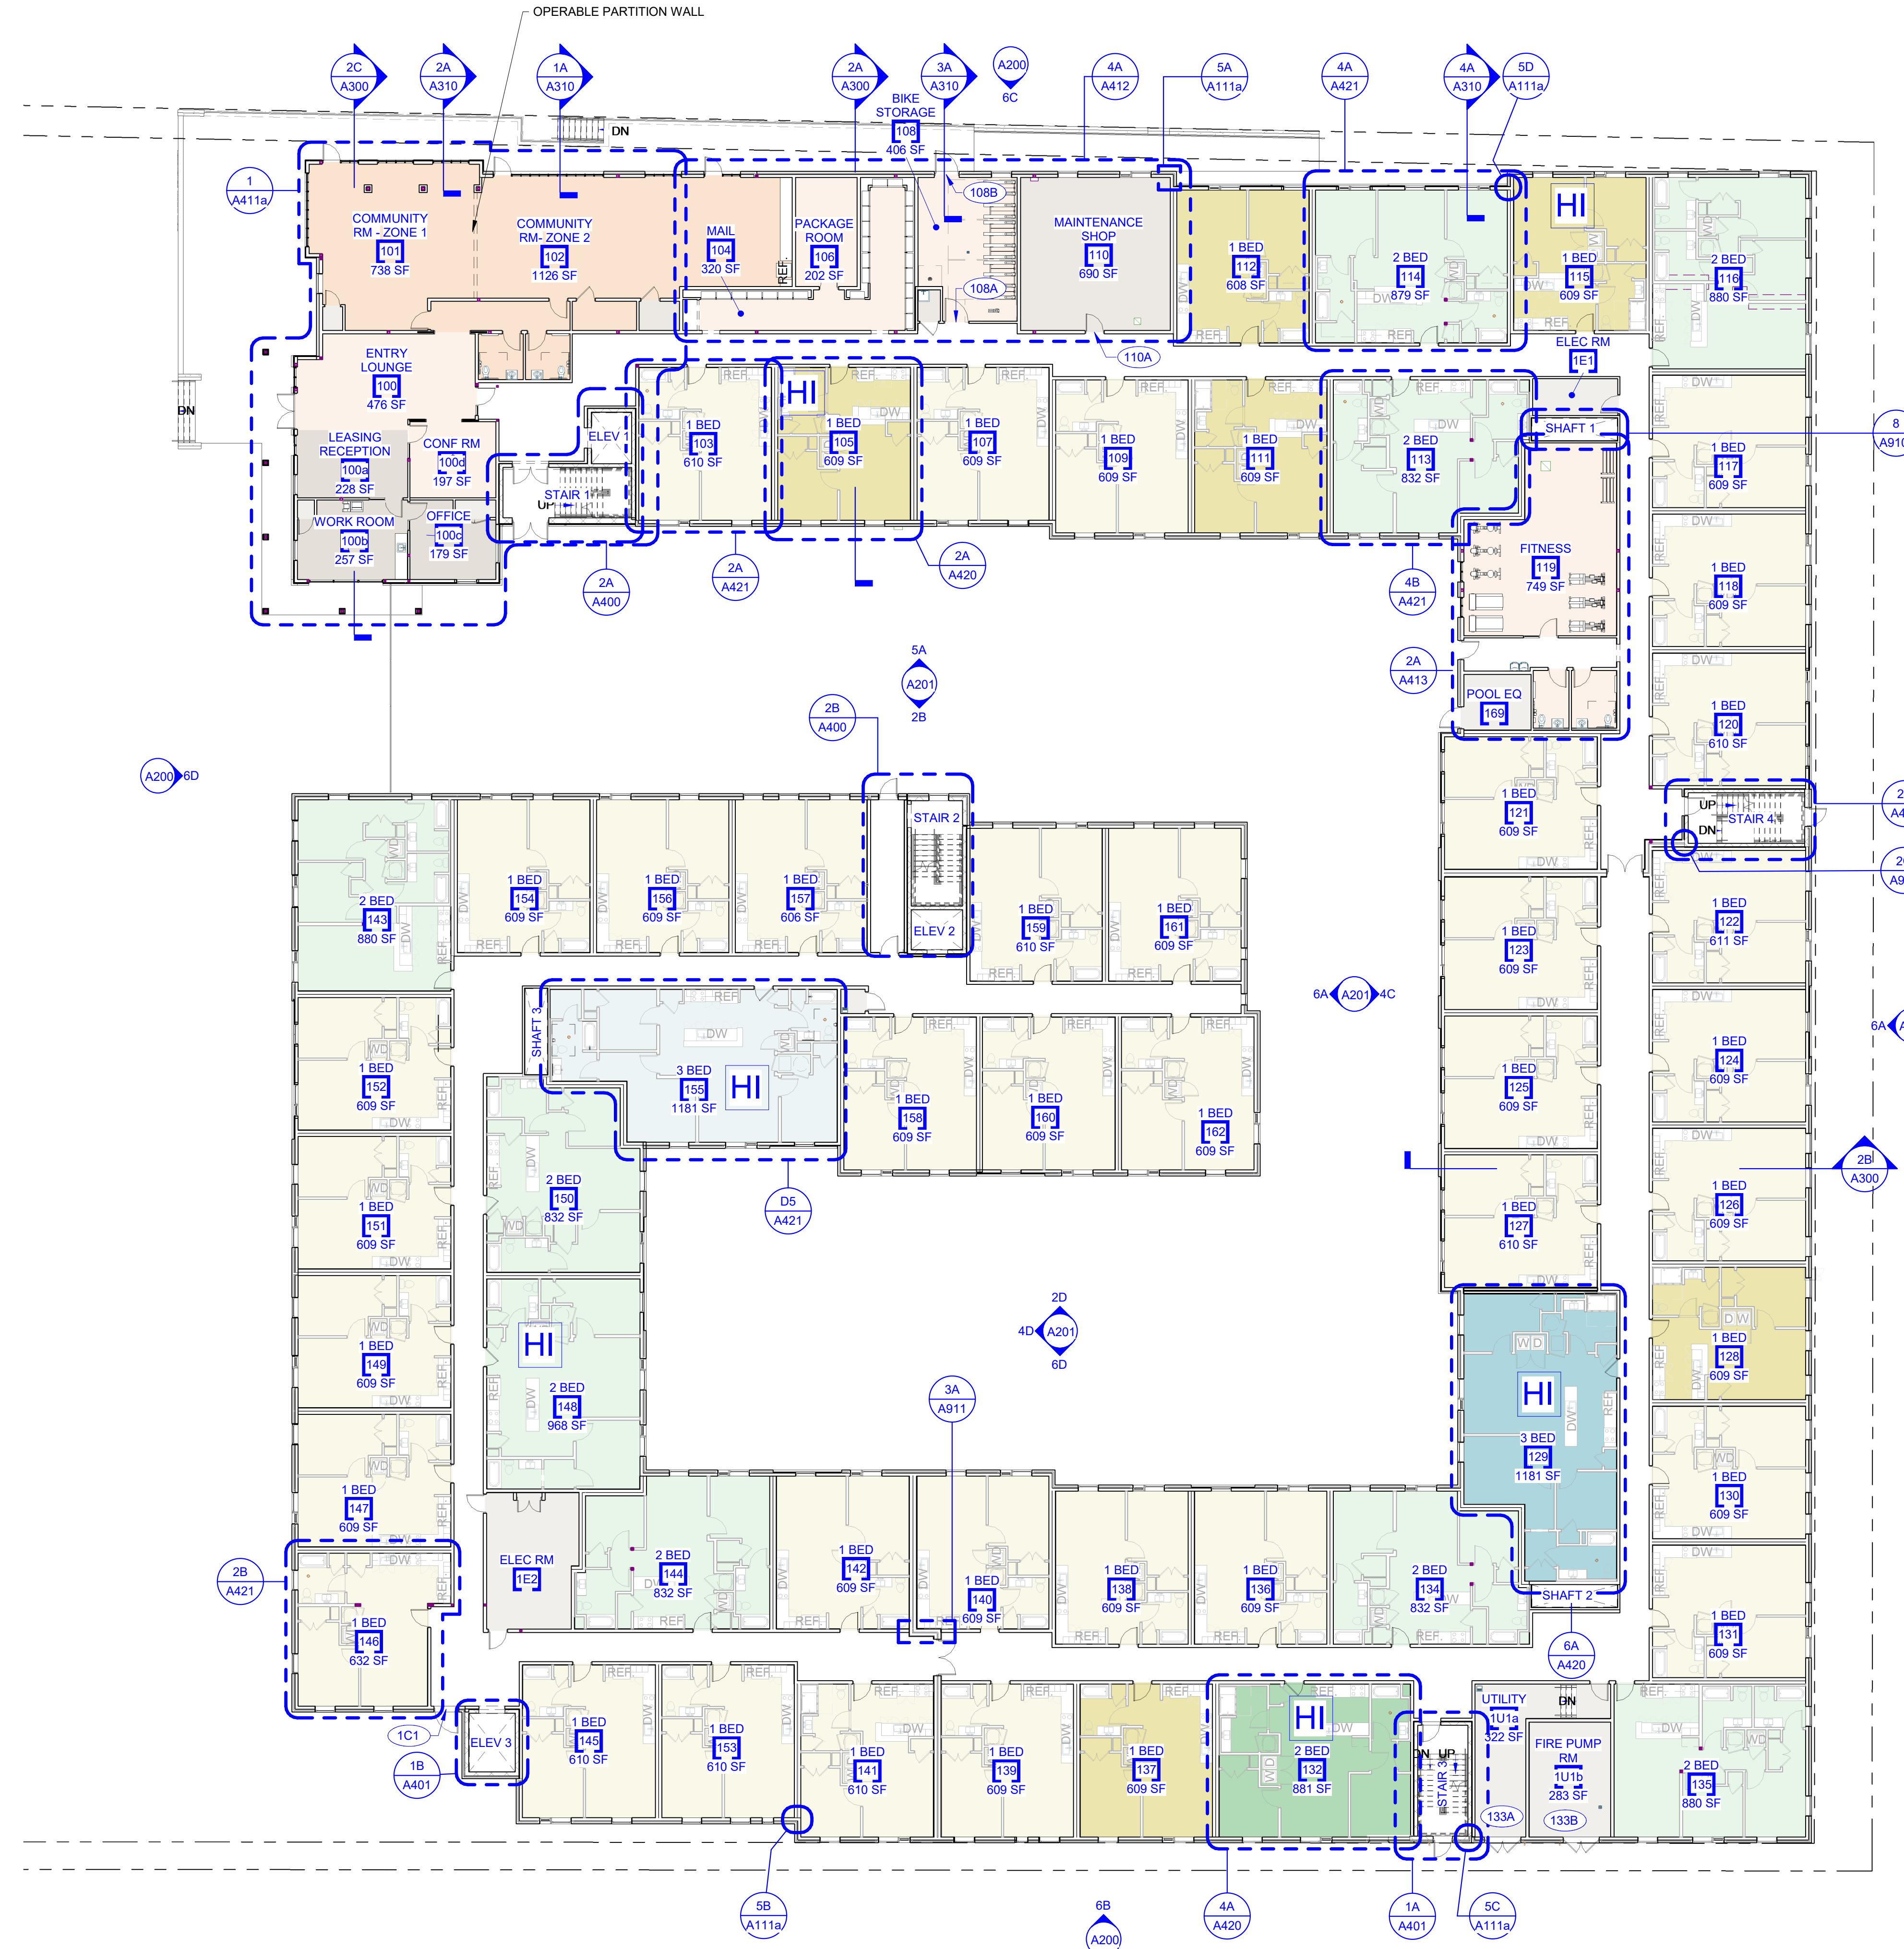 OPERABLE PARTITION WALL
2C
A300
2A
A310
1A
A310
2A
A300
3A
A310
A200
6C
4A
A412
5A
A111a
4A
A421
4A
A310
5D
A111a
BIKE
STORAGE
108
406 SF
DN
1
A411a
COMMUNITY
RM - ZONE 1
101
738 SF
COMMUNITY
RM- ZONE 2
102
1126 SF
MAIL
104
320 SF
REF.
PACKAGE
ROOM
106
202 SF
108B
108A
MAINTENANCE
SHOP
110
690 SF
110A
1 BED
112
608 SF
2 BED
114
879 SF
HI
1 BED
115
609 SF
2 BED
116
880 SF
ELEC RM
1E1
ENTRY
LOUNGE
100
476 SF
DN
LEASING
RECEPTION
100a
228 SF
CONF RM
100d
197 SF
WORK ROOM
100b
257 SF
OFFICE
100c
179 SF
ELEV 1
STAIR 1
UP
1 BED
103
610 SF
HI
1 BED
105
609 SF
1 BED
107
609 SF
1 BED
109
609 SF
1 BED
111
609 SF
2 BED
113
832 SF
SHAFT 1
8
A910
1 BED
117
609 SF
FITNESS
119
749 SF
1 BED
118
609 SF
2A
A400
2A
A421
2A
A420
4B
A421
2A
A413
POOL EQ
169
1 BED
120
610 SF
5A
A201
2B
2B
A400
A200
6D
1 BED
121
609 SF
UP
DN
STAIR 4
2 BED
143
880 SF
1 BED
154
609 SF
1 BED
156
609 SF
1 BED
157
606 SF
STAIR 2
ELEV 2
1 BED
159
610 SF
1 BED
161
609 SF
1 BED
123
609 SF
1 BED
122
611 SF
6A
A201
4C
6A
SHAFT 3
3 BED
155
1181 SF
HI
1 BED
152
609 SF
1 BED
158
609 SF
1 BED
160
609 SF
1 BED
162
609 SF
1 BED
125
609 SF
1 BED
124
609 SF
2B
A300
1 BED
151
609 SF
2 BED
150
832 SF
D5
A421
1 BED
127
610 SF
1 BED
126
609 SF
2D
4D
A201
6D
1 BED
149
609 SF
HI
2 BED
148
968 SF
3A
A911
HI
3 BED
129
1181 SF
1 BED
128
609 SF
1 BED
147
609 SF
1 BED
130
609 SF
2B
A421
1 BED
146
632 SF
ELEC RM
1E2
2 BED
144
832 SF
1 BED
142
609 SF
1 BED
140
609 SF
1 BED
138
609 SF
1 BED
136
609 SF
2 BED
134
832 SF
SHAFT 2
6A
A420
1 BED
131
609 SF
1C1
1B
A401
ELEV 3
1 BED
145
610 SF
1 BED
153
610 SF
1 BED
141
610 SF
1 BED
139
609 SF
1 BED
137
609 SF
HI
2 BED
132
881 SF
DN
UP
STAIR 3
UTILITY
1U1a
322 SF
DN
FIRE PUMP
RM
1U1b
283 SF
133A
133B
2 BED
135
880 SF
5B
A111a
6B
A200
4A
A420
1A
A401
5C
A111a